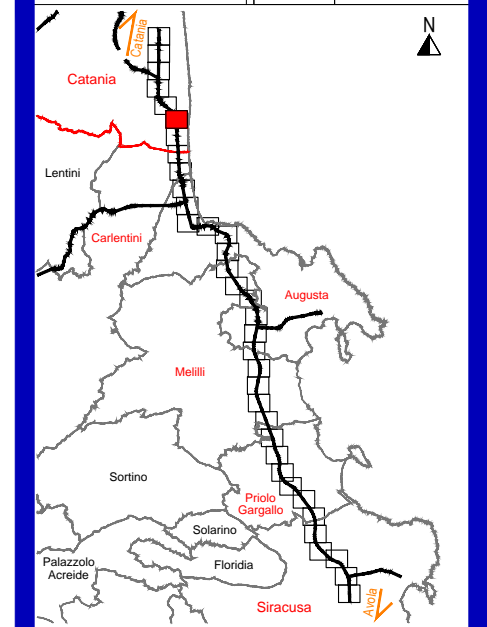 N
Catania
Catania
Lentini
Carlentini
Augusta
Melilli
Sortino
Priolo
Gargallo
Solarino
Floridia
Palazzolo
Acreide
Siracusa
Avola